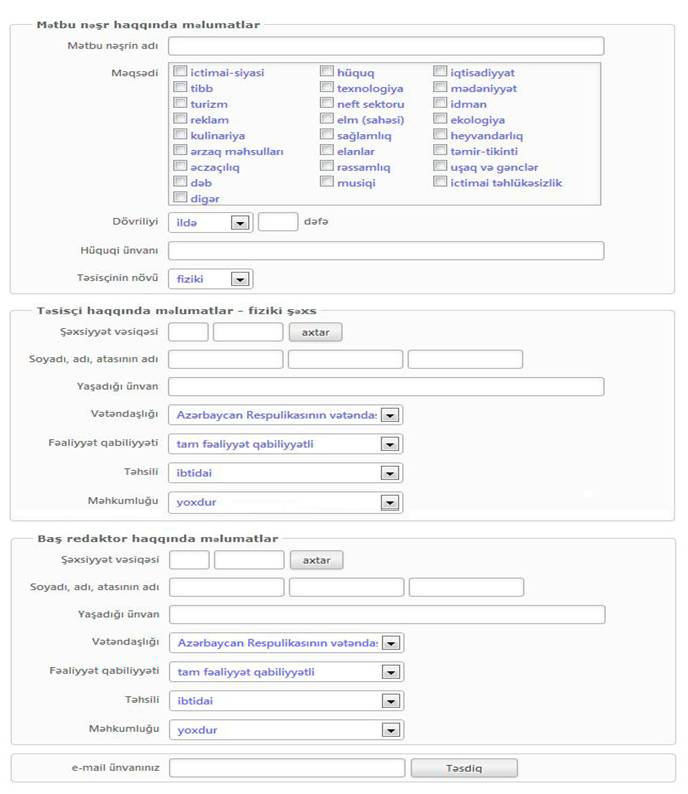 Mətbu nəşr haqqında məlumatlar
Mətbu nəşrin adı
Məqsədi ictimai-siyasi hüquq iqtisadiyyat
tibb texnologiya mədəniyyət
turizm neft sektoru idman
reklam elm (sahəsi) ekologiya
kulinariya sağlamlıq heyvandarlıq
ərzaq məhsulları elanlar təmir-tikinti
əczaçılıq rəssamlıq uşaq və gənclər
dəb musiqi ictimai təhlükəsizlik
digər
Dövriliyi ildə dəfə
Hüquqi ünvanı
Təsisçinin növü fiziki
Təsisçi haqqında məlumatlar - fiziki şəxs
Şəxsiyyət vəsiqəsi axtar
Soyadı, adı, atasının adı
Yaşadığı ünvan
Vətəndaşlığı Azərbaycan Respulikasının vətəndaş
Fəaliyyət qabiliyyəti tam fəaliyyət qabiliyyətli
Təhsili ibtidai
Məhkumluğu yoxdur
Baş redaktor haqqında məlumatlar
Şəxsiyyət vəsiqəsi axtar
Soyadı, adı, atasının adı
Yaşadığı ünvan
Vətəndaşlığı Azərbaycan Respulikasının vətəndaş
Fəaliyyət qabiliyyəti tam fəaliyyət qabiliyyətli
Təhsili ibtidai
Məhkumluğu yoxdur
e-mail ünvanınız Təsdiq